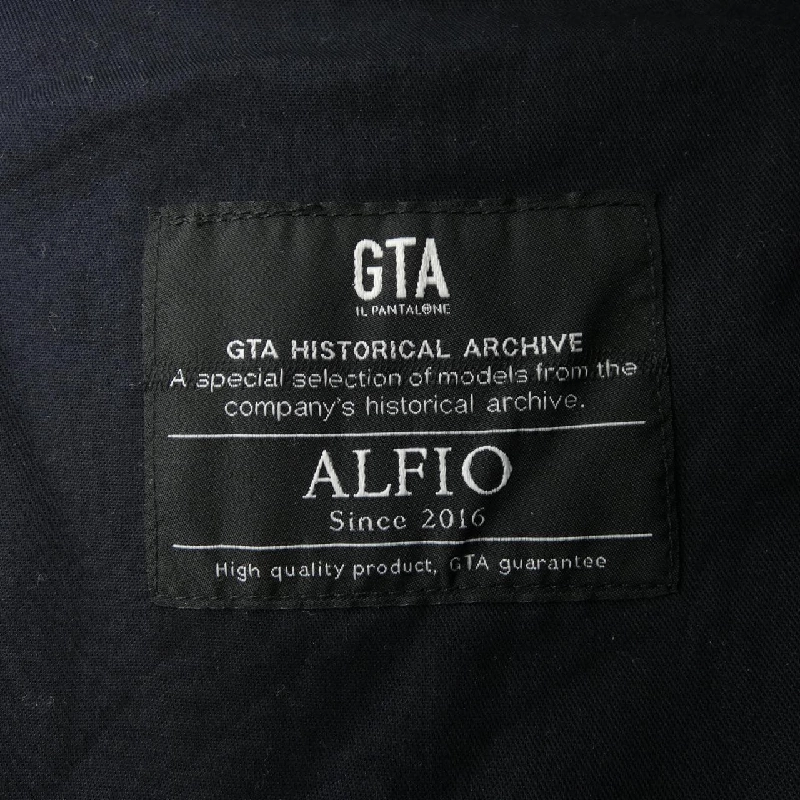 GTA
IL PANTALONE
GTA HISTORICAL ARCHIVE
A special selection of models from the
company's historical archive.
ALFIO
Since 2016
High quality product, GTA guarantee